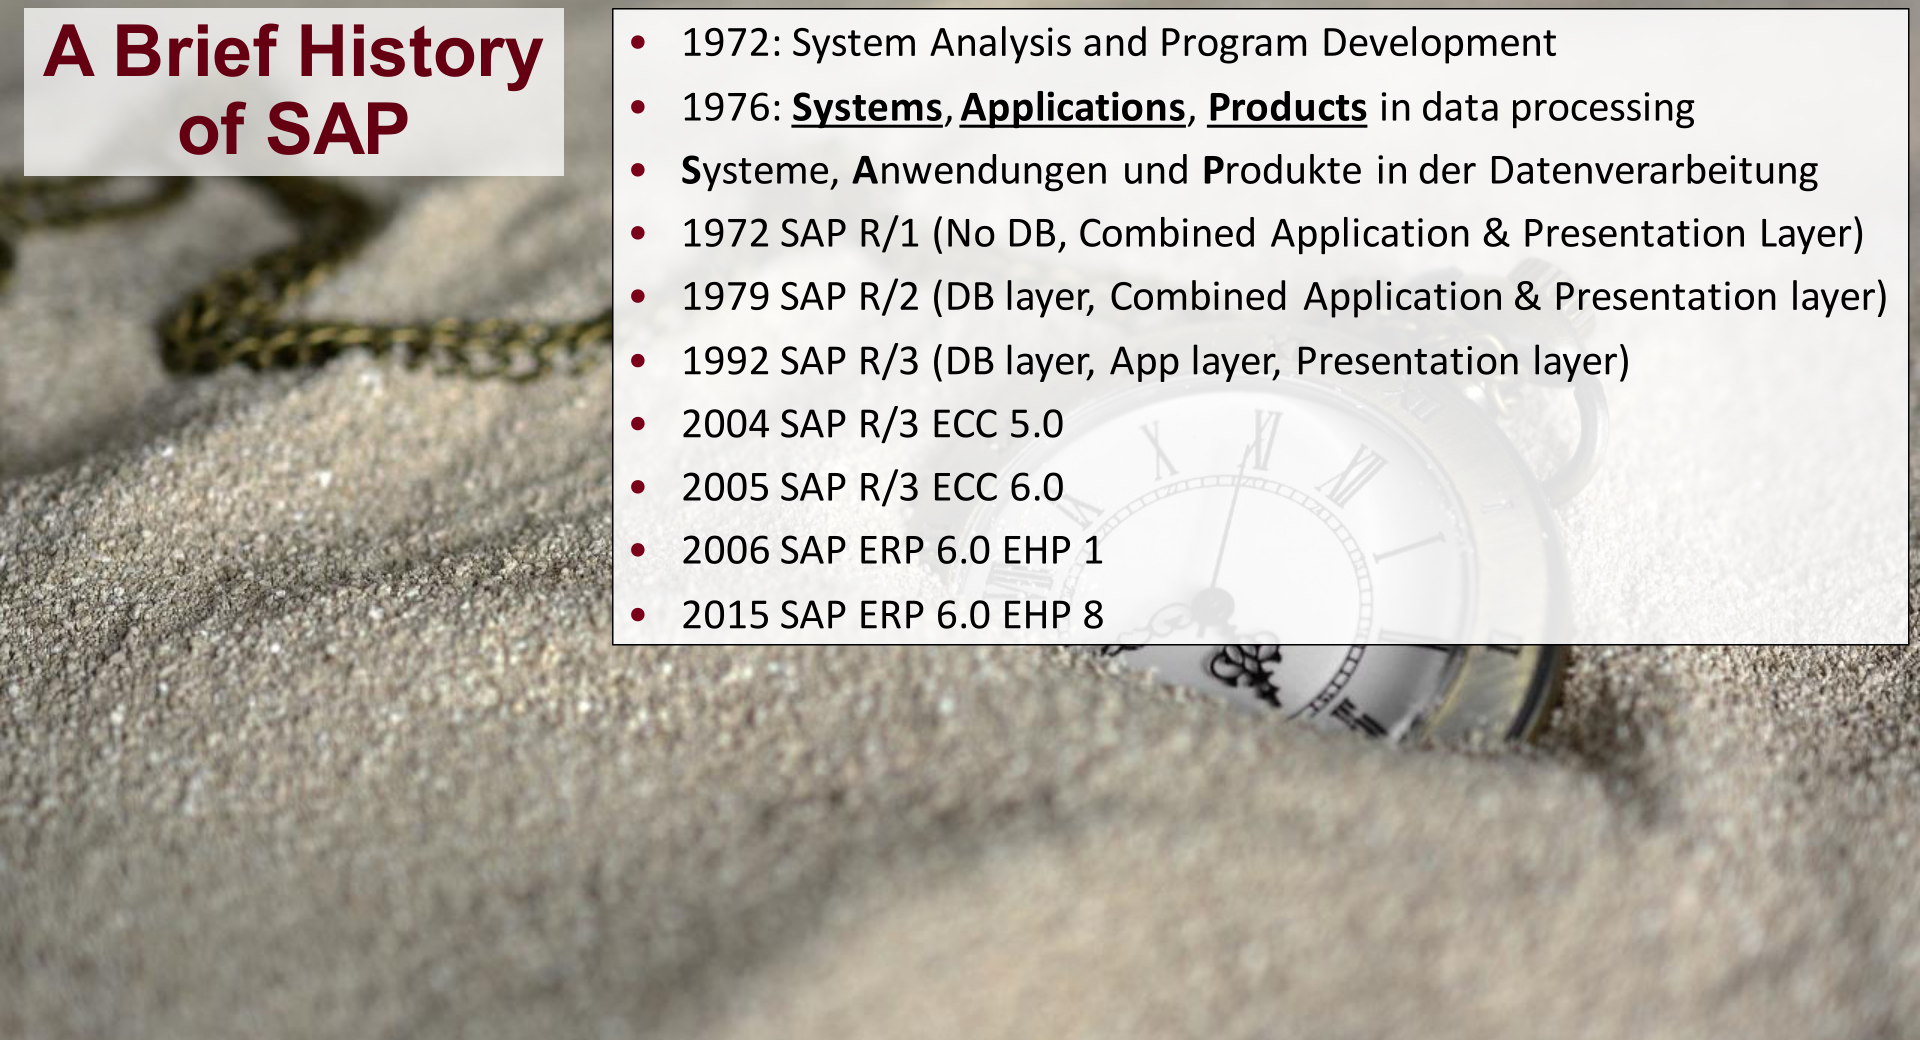 A Brief History
of SAP
• 1972: System Analysis and Program Development
• 1976: Systems, Applications, Products in data processing
• Systeme, Anwendungen und Produkte in der Datenverarbeitung
• 1972 SAP R/1 (No DB, Combined Application & Presentation Layer)
• 1979 SAP R/2 (DB layer, Combined Application & Presentation layer)
• 1992 SAP R/3 (DB layer, App layer, Presentation layer)
• 2004 SAP R/3 ECC 5.0
• 2005 SAP R/3 ECC 6.0
• 2006 SAP ERP 6.0 EHP 1
• 2015 SAP ERP 6.0 EHP 8